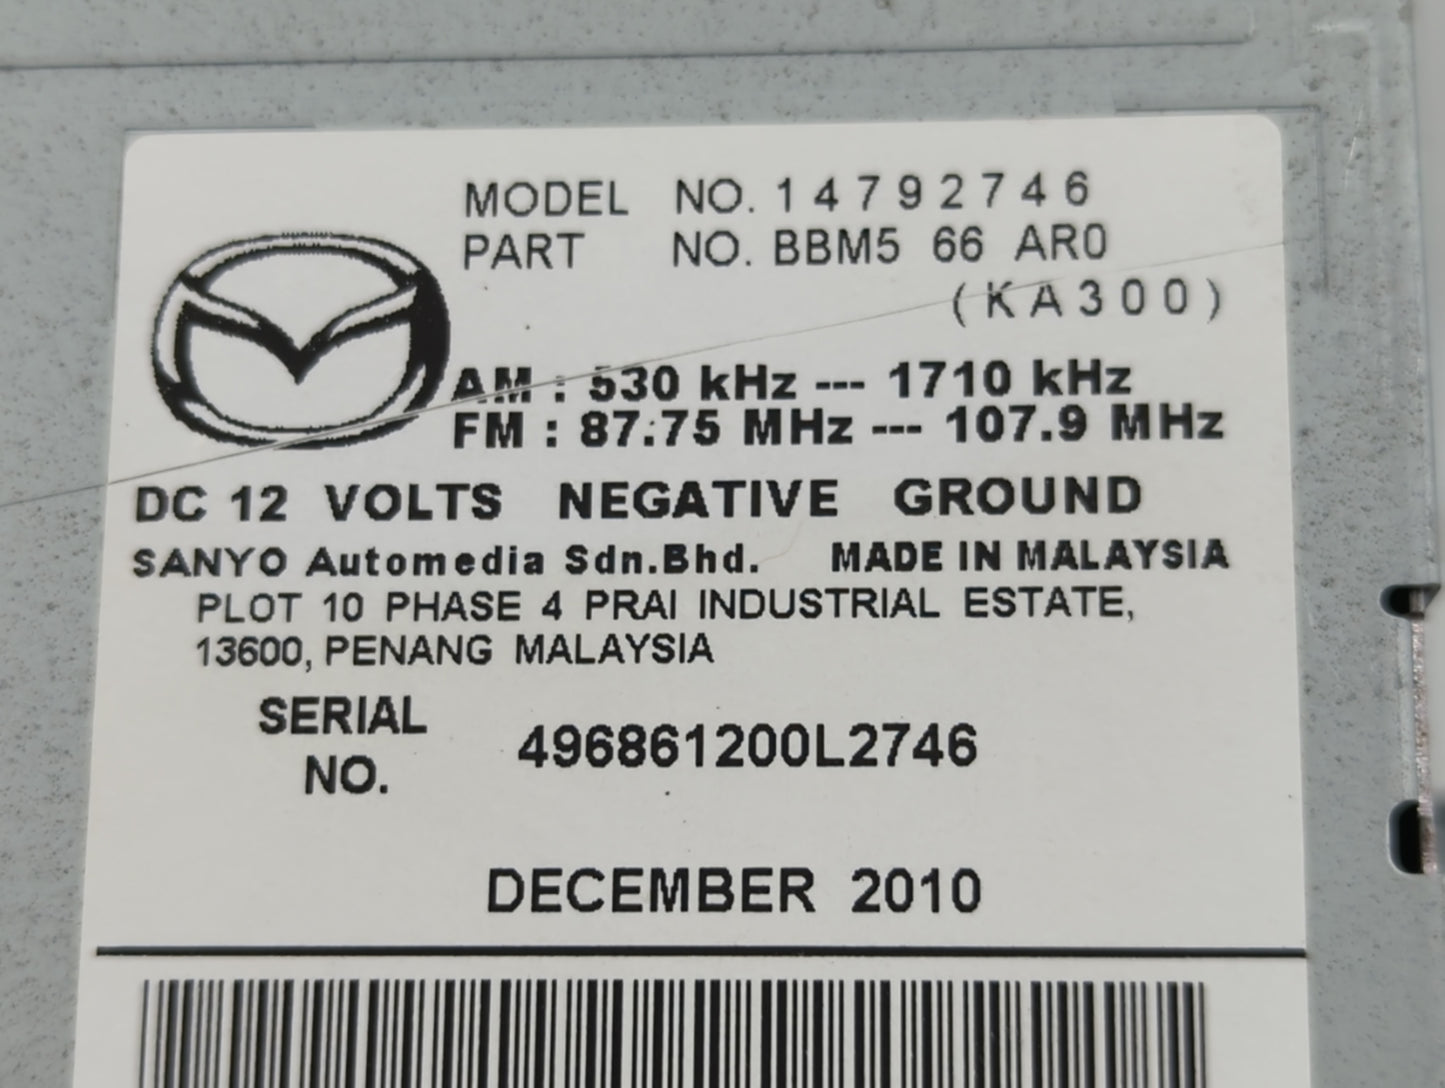 MODEL NO. 14792746
PART NO. BBM5 66 AR0
(KA300)
AM : 530 kHz --- 1710 kHz
FM : 87.75 MHz --- 107.9 MHz
DC 12 VOLTS NEGATIVE GROUND
SANYO Automedia Sdn.Bhd. MADE IN MALAYSIA
PLOT 10 PHASE 4 PRAI INDUSTRIAL ESTATE,
13600, PENANG MALAYSIA
SERIAL
NO. 496861200L2746
DECEMBER 2010